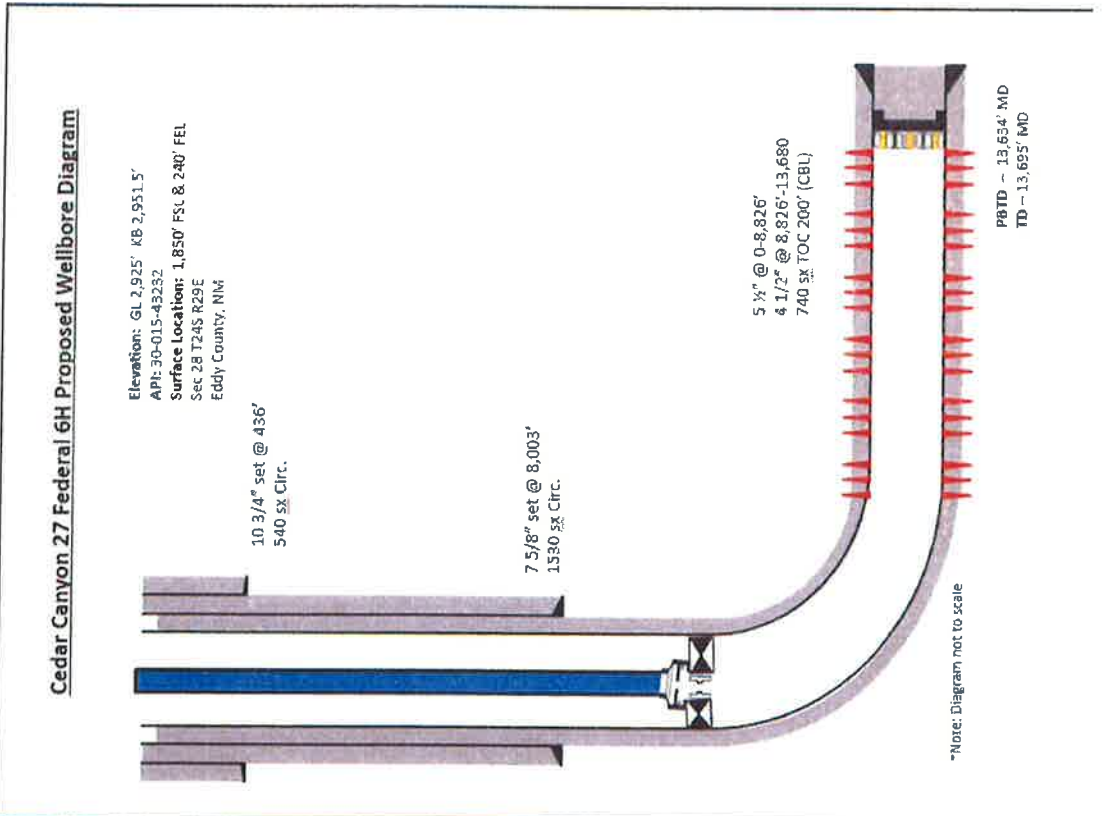 Cedar Canyon 27 Federal 6H Proposed Wellbore Diagram
Elevation: GL 2,925' KB 2,951.5'
API: 30-015-43232
Surface Location: 1,850' FSL & 240' FEL
Sec 28 T24S R29E
Eddy County, NM
10 3/4" set @ 436'
540 sx Circ.
7 5/8" set @ 8,003'
1530 sx Circ.
5 ½" @ 0-8,826'
4 1/2" @ 8,826'-13,680
740 sx TOC 200' (CBL)
PBTD – 13,634' MD
TD – 13,695' MD
*Note: Diagram not to scale